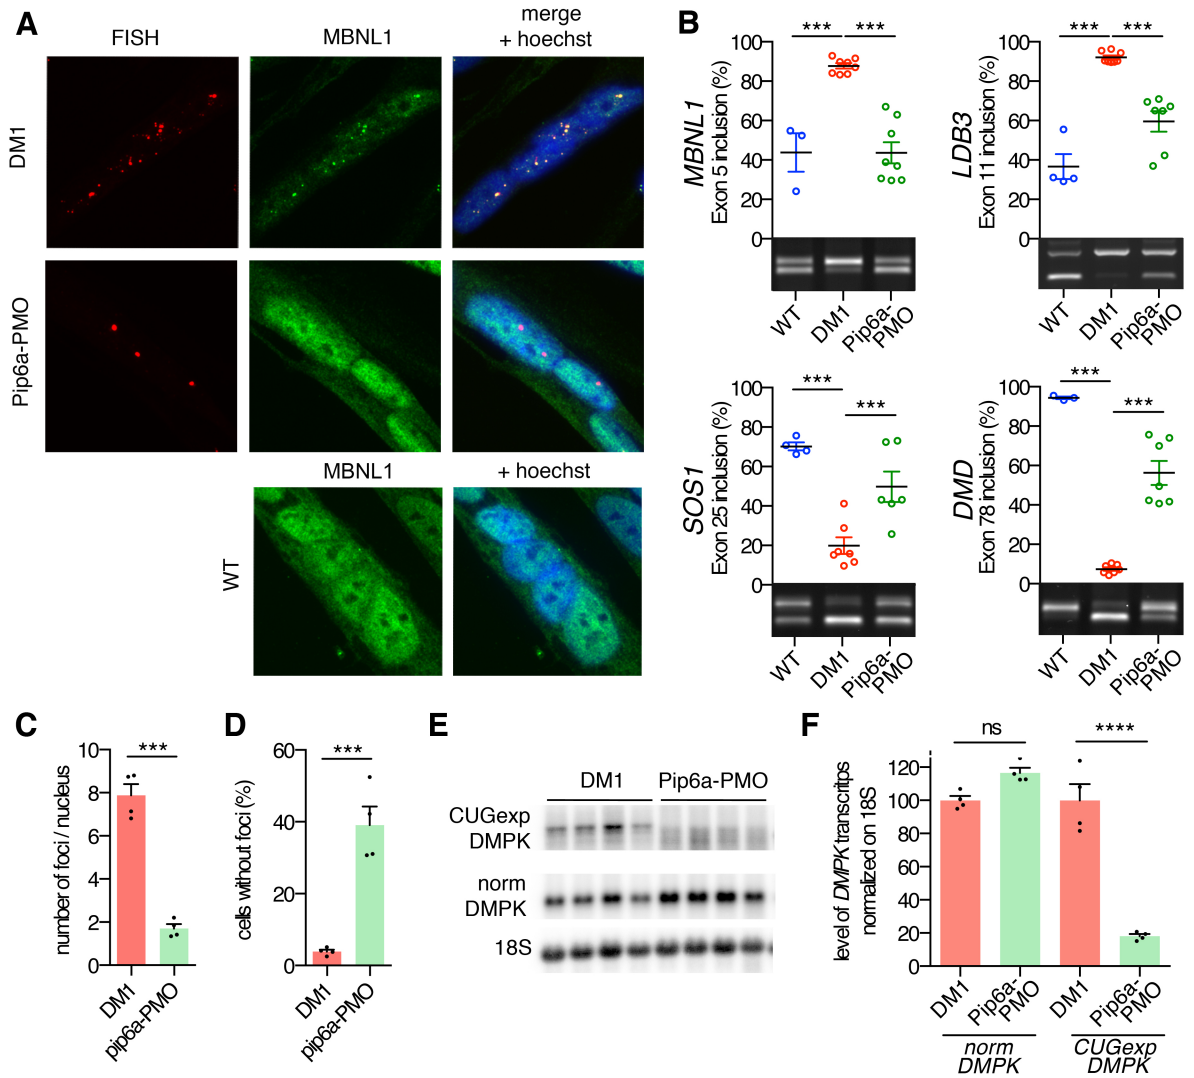 A
FISH
MBNL1
merge
+ hoechst
DM1
Pip6a-PMO
MBNL1
+ hoechst
WT
B
*** ***
MBNL1
Exon 5 inclusion (%)
100
80
60
40
20
0
WT
DM1
Pip6a-
PMO
*** ***
LDB3
Exon 11 inclusion (%)
100
80
60
40
20
0
WT
DM1
Pip6a-
PMO
***
***
SOS1
Exon 25 inclusion (%)
100
80
60
40
20
0
WT
DM1
Pip6a-
PMO
***
***
DMD
Exon 78 inclusion (%)
100
80
60
40
20
0
WT
DM1
Pip6a-
PMO
C
***
number of foci / nucleus
10
8
6
4
2
0
DM1
pip6a-PMO
D
***
cells without foci (%)
60
40
20
0
DM1
pip6a-PMO
E
DM1 Pip6a-PMO
CUGexp
DMPK
norm
DMPK
18S
F
ns ****
level of DMPK transcritps
normalized on 18S
120
100
80
60
40
20
0
DM1
Pip6a-
PMO
DM1
Pip6a-
PMO
norm
DMPK
CUGexp
DMPK